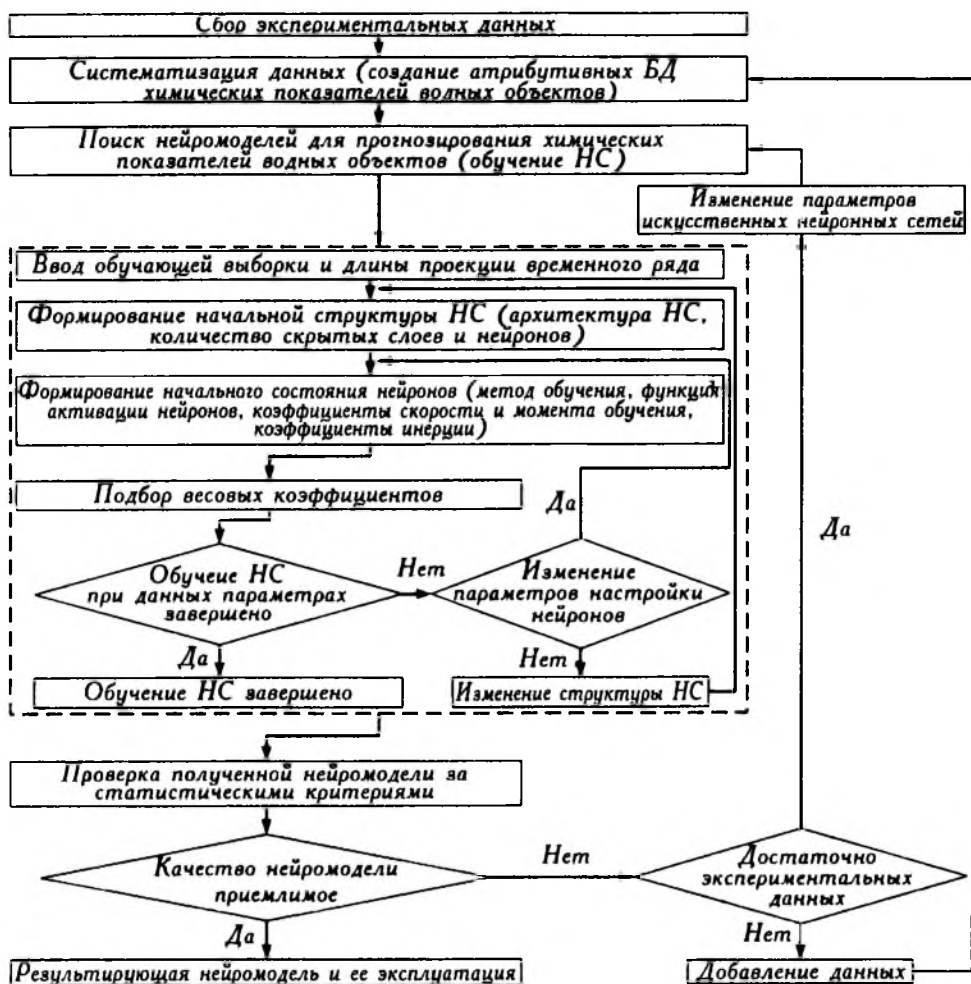 Сбор экспериментальных данных
Систематизация данных (создание атрибутивных БД
химических показателей водных объектов)
Поиск нейромоделей для прогнозирования химических
показателей водных объектов (обучение НС)
Изменение параметров
искусственных нейронных сетей
Ввод обучающей выборки и длины проекции временного ряда
Формирование начальной структуры НС (архитектура НС,
количество скрытых слоев и нейронов)
Формирование начального состояния нейронов (метод обучения, функция
активации нейронов, коэффициенты скорости и момента обучения,
коэффициенты инерции)
Подбор весовых коэффициентов
Да
Да
Обучеие НС
при данных параметрах
завершено
Нет
Изменение
параметров настройки
нейронов
Да
Нет
Обучение НС завершено
Изменение структуры НС
Проверка полученной нейромодели за
статистическими критериями
Качество нейромодели
приемлимое
Нет
Достаточно
экспериментальных
данных
Да
Нет
Результирующая нейромодель и ее эксплуатация
Добавление данных